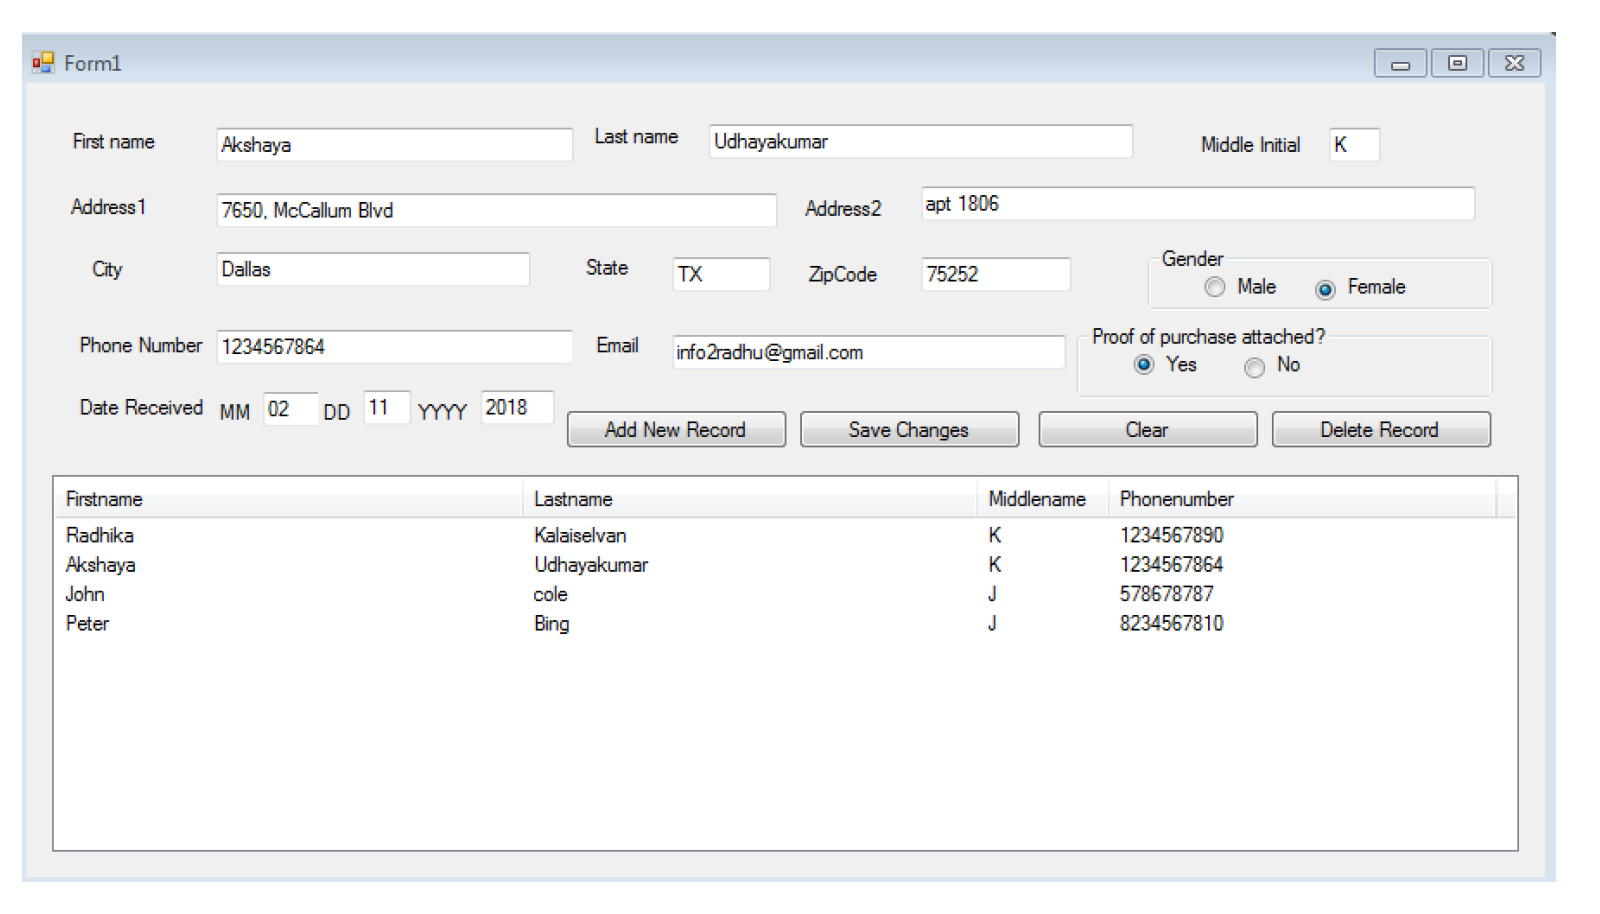 Form1
First name Akshaya Last name Udhayakumar Middle Initial K
Address1 7650, McCallum Blvd Address2 apt 1806
City Dallas State TX ZipCode 75252 Gender Male Female
Phone Number 1234567864 Email info2radhu@gmail.com Proof of purchase attached? Yes No
Date Received MM 02 DD 11 YYYY 2018
Add New Record Save Changes Clear Delete Record
Firstname Lastname Middlename Phonenumber
Radhika Kalaiselvan K 1234567890
Akshaya Udhayakumar K 1234567864
John cole J 578678787
Peter Bing J 8234567810